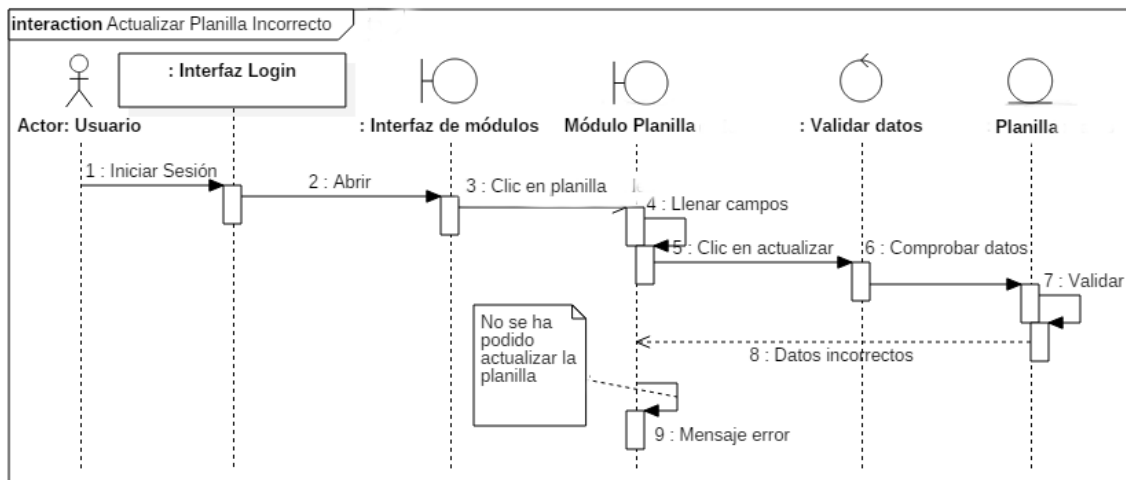 interaction Actualizar Planilla Incorrecto
: Interfaz Login
Actor: Usuario
: Interfaz de módulos
Módulo Planilla
: Validar datos
Planilla
1 : Iniciar Sesión
2 : Abrir
3 : Clic en planilla
4 : Llenar campos
5 : Clic en actualizar
6 : Comprobar datos
7 : Validar
No se ha
podido
actualizar la
planilla
8 : Datos incorrectos
9 : Mensaje error